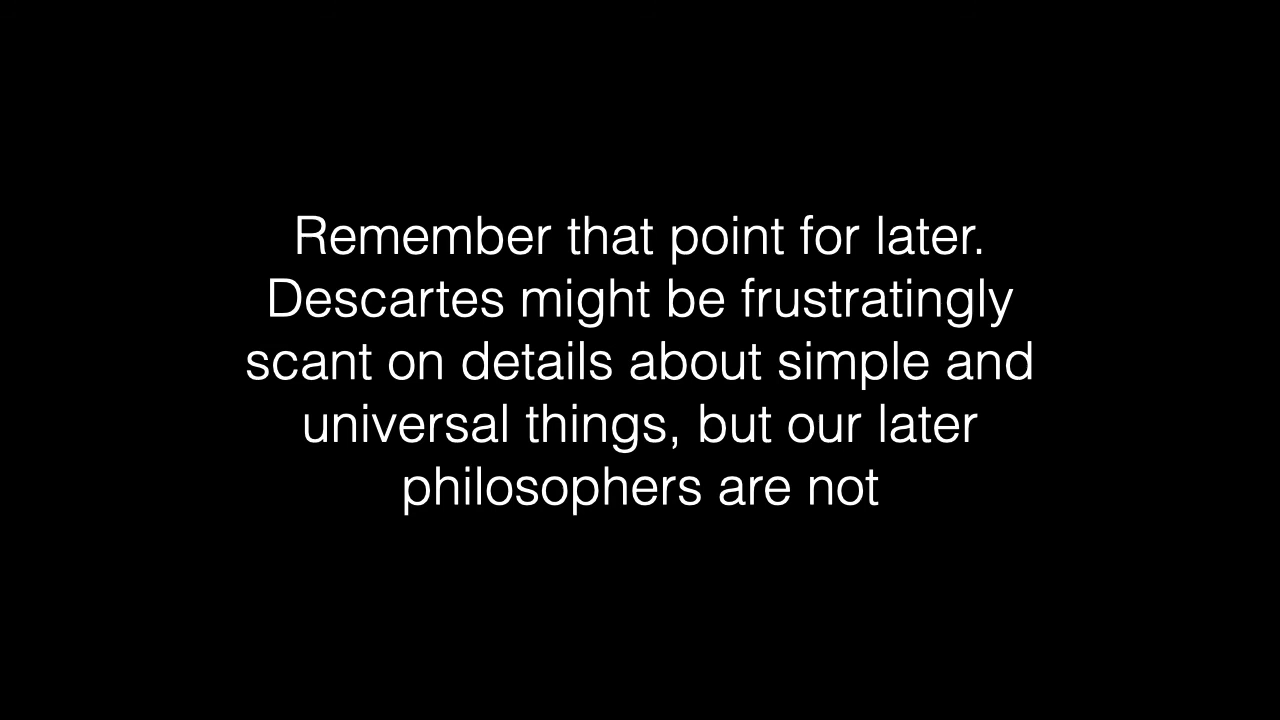 Remember that point for later.
Descartes might be frustratingly
scant on details about simple and
universal things, but our later
philosophers are not